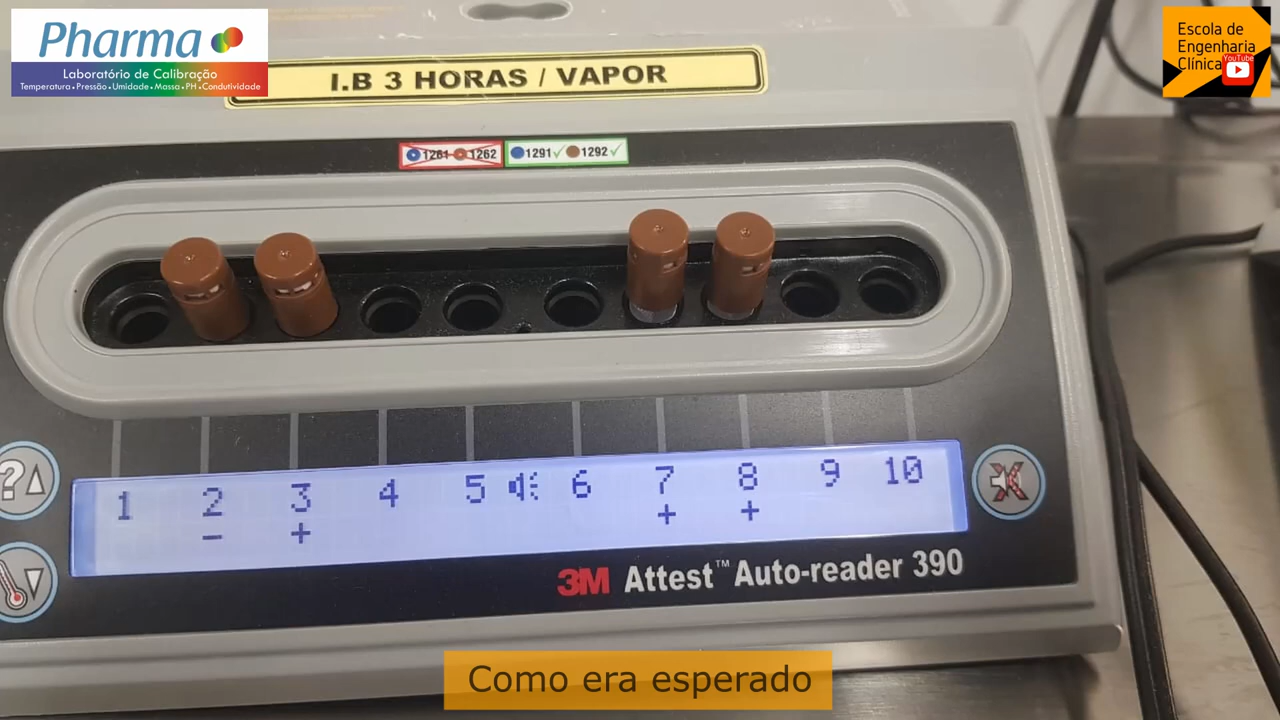 Pharma
Laboratório de Calibração
Temperatura • Pressão • Umidade • Massa • PH • Condutividade
Escola de
Engenharia
Clínica
YouTube
I.B 3 HORAS / VAPOR
1261 1262 1291✓ 1292✓
1 2 3 4 5 6 7 8 9 10
− + + +
?
3M Attest™ Auto-reader 390
Como era esperado